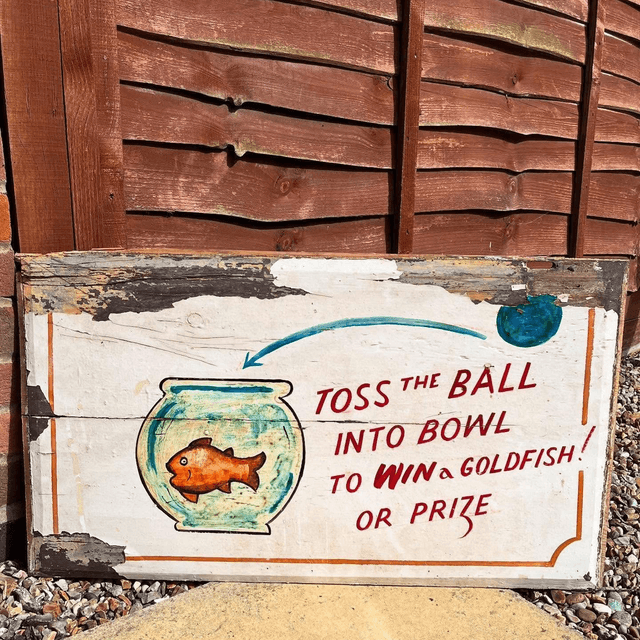 TOSS THE BALL
INTO BOWL
TO WIN a GOLDFISH!
OR PRIZE